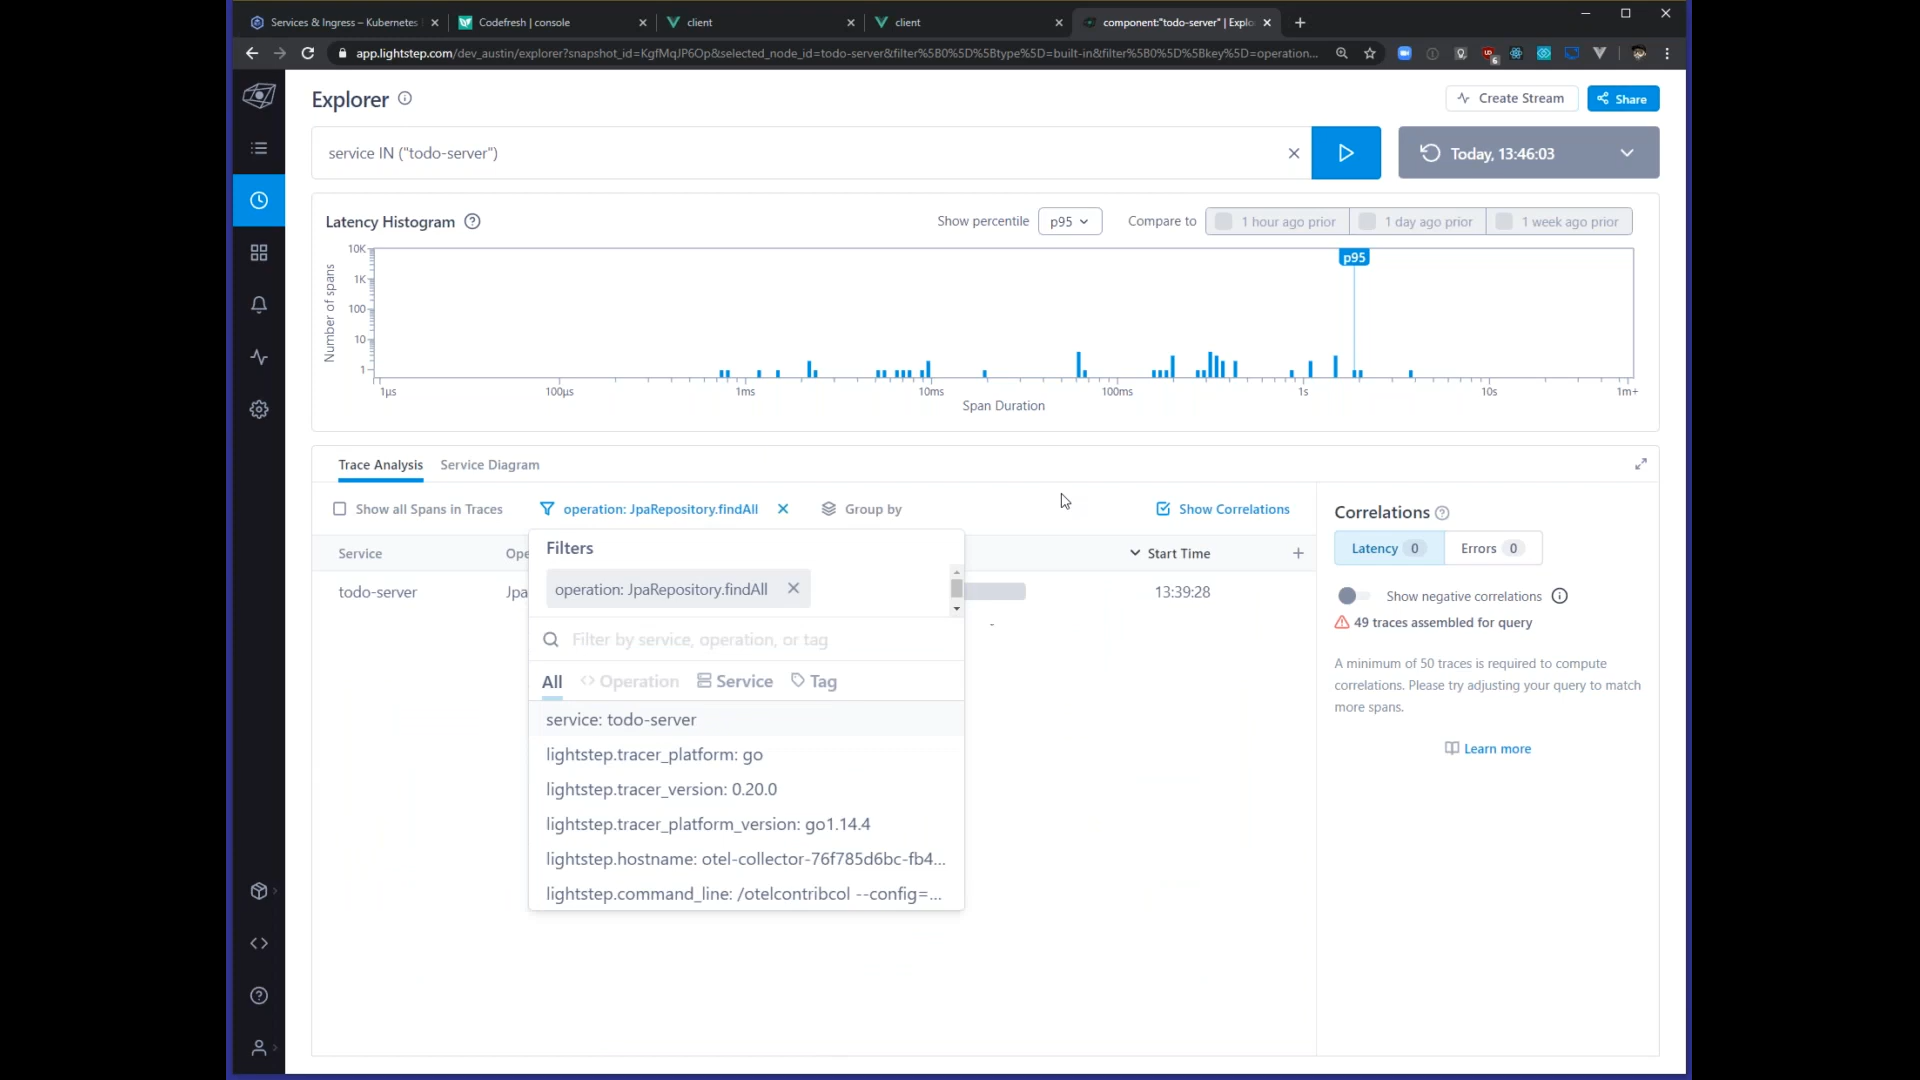 Services & Ingress – Kubernetes
Codefresh | console
client
client
component:"todo-server" | Explo
app.lightstep.com/dev_austin/explorer?snapshot_id=KgfMqJP6Op&selected_node_id=todo-server&filter%5B0%5D%5Btype%5D=built-in&filter%5B0%5D%5Bkey%5D=operation...
6
Explorer
Create Stream
Share
service IN ("todo-server")
Today, 13:46:03
Latency Histogram
Show percentile
p95
Compare to
1 hour ago prior
1 day ago prior
1 week ago prior
p95
Number of spans
10K
1K
100
10
1
1µs
100µs
1ms
10ms
100ms
1s
10s
1m+
Span Duration
Trace Analysis
Service Diagram
Show all Spans in Traces
operation: JpaRepository.findAll
Group by
Show Correlations
Service
Ope
Start Time
todo-server
Jpa
13:39:28
-
Filters
operation: JpaRepository.findAll
Filter by service, operation, or tag
All
Operation
Service
Tag
service: todo-server
lightstep.tracer_platform: go
lightstep.tracer_version: 0.20.0
lightstep.tracer_platform_version: go1.14.4
lightstep.hostname: otel-collector-76f785d6bc-fb4...
lightstep.command_line: /otelcontribcol --config=...
Correlations
Latency 0
Errors 0
Show negative correlations
49 traces assembled for query
A minimum of 50 traces is required to compute
correlations. Please try adjusting your query to match
more spans.
Learn more